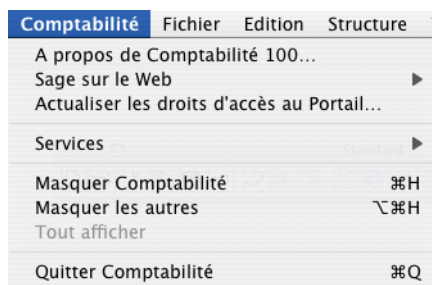 Comptabilité Fichier Edition Structure
A propos de Comptabilité 100...
Sage sur le Web
Actualiser les droits d'accès au Portail...
Services
Standard
Masquer Comptabilité ⌘H
Masquer les autres ⌥⌘H
Tout afficher
Quitter Comptabilité ⌘Q